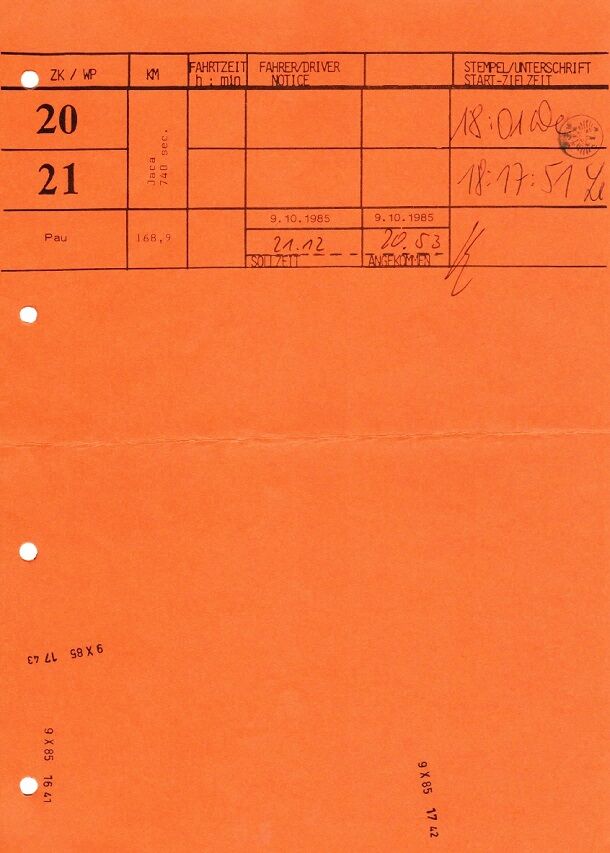 ZK / WP KM FAHRTZEIT FAHRER/DRIVER STEMPEL/UNTERSCHRIFT
h : min NOTICE START-ZIELZEIT
20 18:01
Jaca
740 sec.
21 18:17:51
9.10.1985 9.10.1985
Pau 168,9
21.12 20.53
SOLLZEIT ANGEKOMMEN
9 X 85 17 43
9 X 85 16 41
9 X 85 17 42